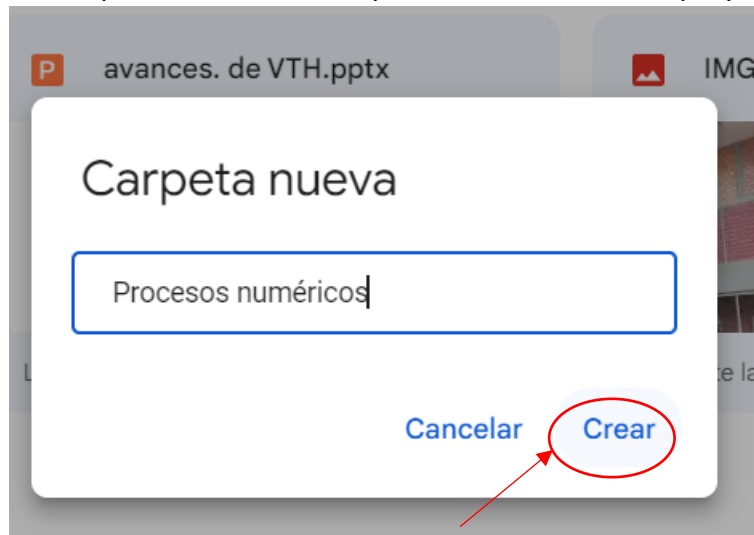 P avances. de VTH.pptx
IMG
Carpeta nueva
Procesos numéricos
Cancelar Crear